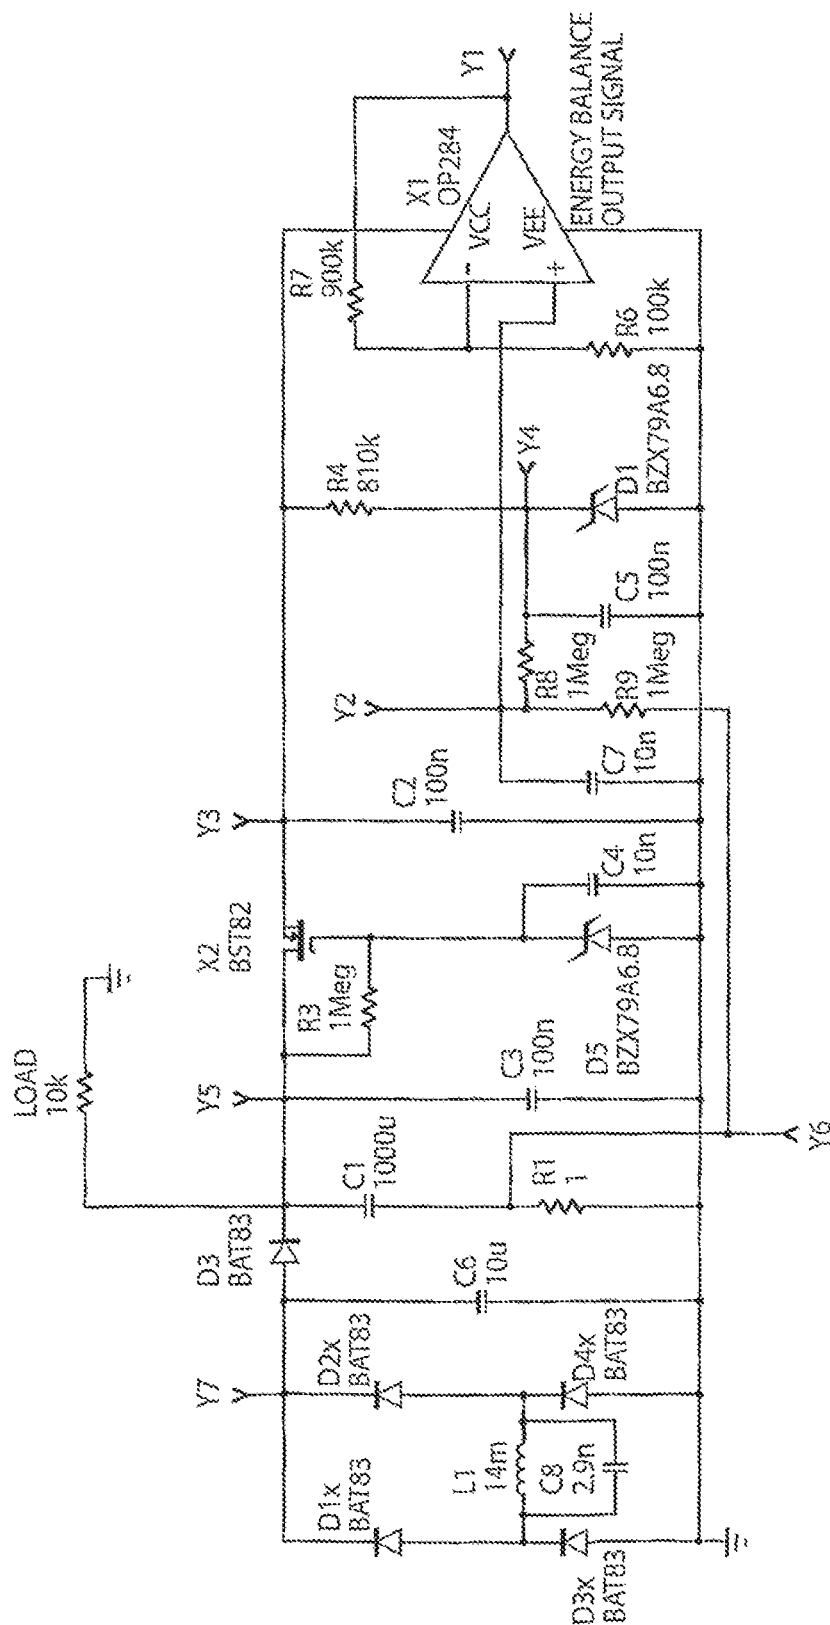 LOAD
10k
D1x
BAT83
Y7
D2x
BAT83
D3
BAT83
C1
1000u
Y5
R3
1Meg
X2
BST82
Y3
C2
100n
Y2
R4
810k
R7
900k
X1
OP284
Y1
L1
14m
C8
2.9n
C6
10u
R1
1
C3
100n
R8
1Meg
Y4
-
VCC
+
VEE
D3x
BAT83
D4x
BAT83
D5
BZX79A6.8
C4
10n
C7
10n
R9
1Meg
C5
100n
D1
BZX79A6.8
R6
100k
ENERGY BALANCE
OUTPUT SIGNAL
Y6